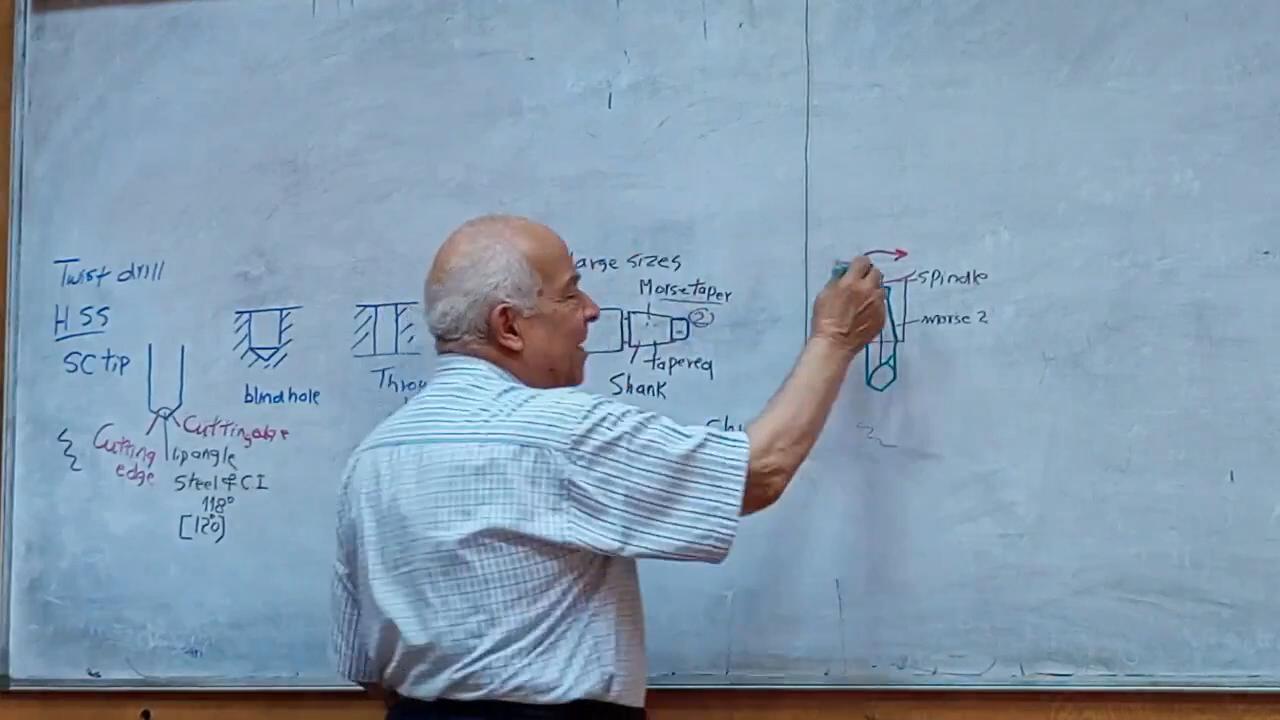 Twist drill
HSS
SC tip
Cutting edge
Cutting
edge
lip angle
Steel & CI
118°
[120]
blind hole
large sizes
Morse taper
2
tapered
Shank
spindle
morse 2